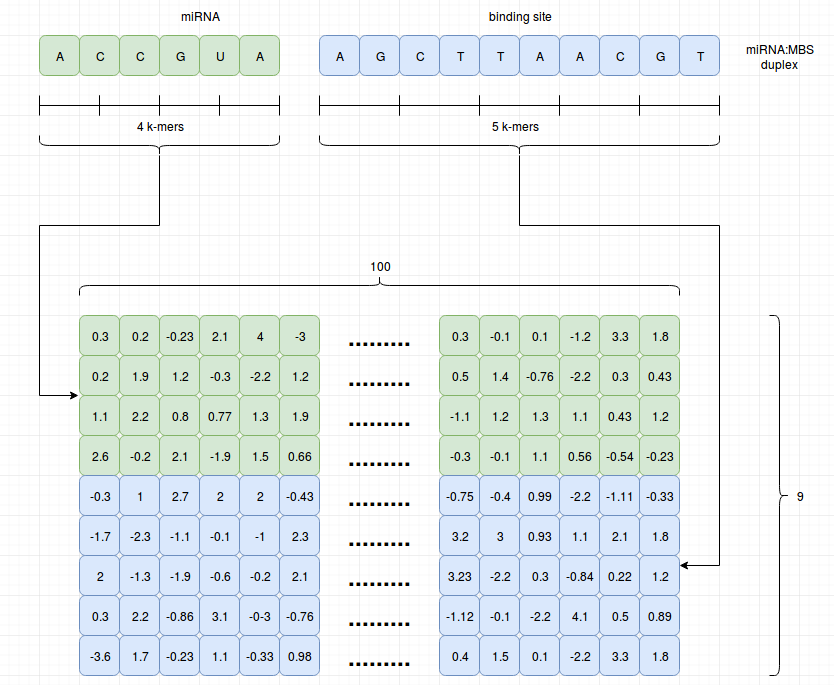 miRNA
binding site
A C C G U A A G C T T A A C G T
miRNA:MBS
duplex
4 k-mers
5 k-mers
100
0.3 0.2 -0.23 2.1 4 -3 ......... 0.3 -0.1 0.1 -1.2 3.3 1.8
0.2 1.9 1.2 -0.3 -2.2 1.2 ......... 0.5 1.4 -0.76 -2.2 0.3 0.43
1.1 2.2 0.8 0.77 1.3 1.9 ......... -1.1 1.2 1.3 1.1 0.43 1.2
2.6 -0.2 2.1 -1.9 1.5 0.66 ......... -0.3 -0.1 1.1 0.56 -0.54 -0.23
-0.3 1 2.7 2 2 -0.43 ......... -0.75 -0.4 0.99 -2.2 -1.11 -0.33
9
-1.7 -2.3 -1.1 -0.1 -1 2.3 ......... 3.2 3 0.93 1.1 2.1 1.8
2 -1.3 -1.9 -0.6 -0.2 2.1 ......... 3.23 -2.2 0.3 -0.84 0.22 1.2
0.3 2.2 -0.86 3.1 -0-3 -0.76 ......... -1.12 -0.1 -2.2 4.1 0.5 0.89
-3.6 1.7 -0.23 1.1 -0.33 0.98 ......... 0.4 1.5 0.1 -2.2 3.3 1.8